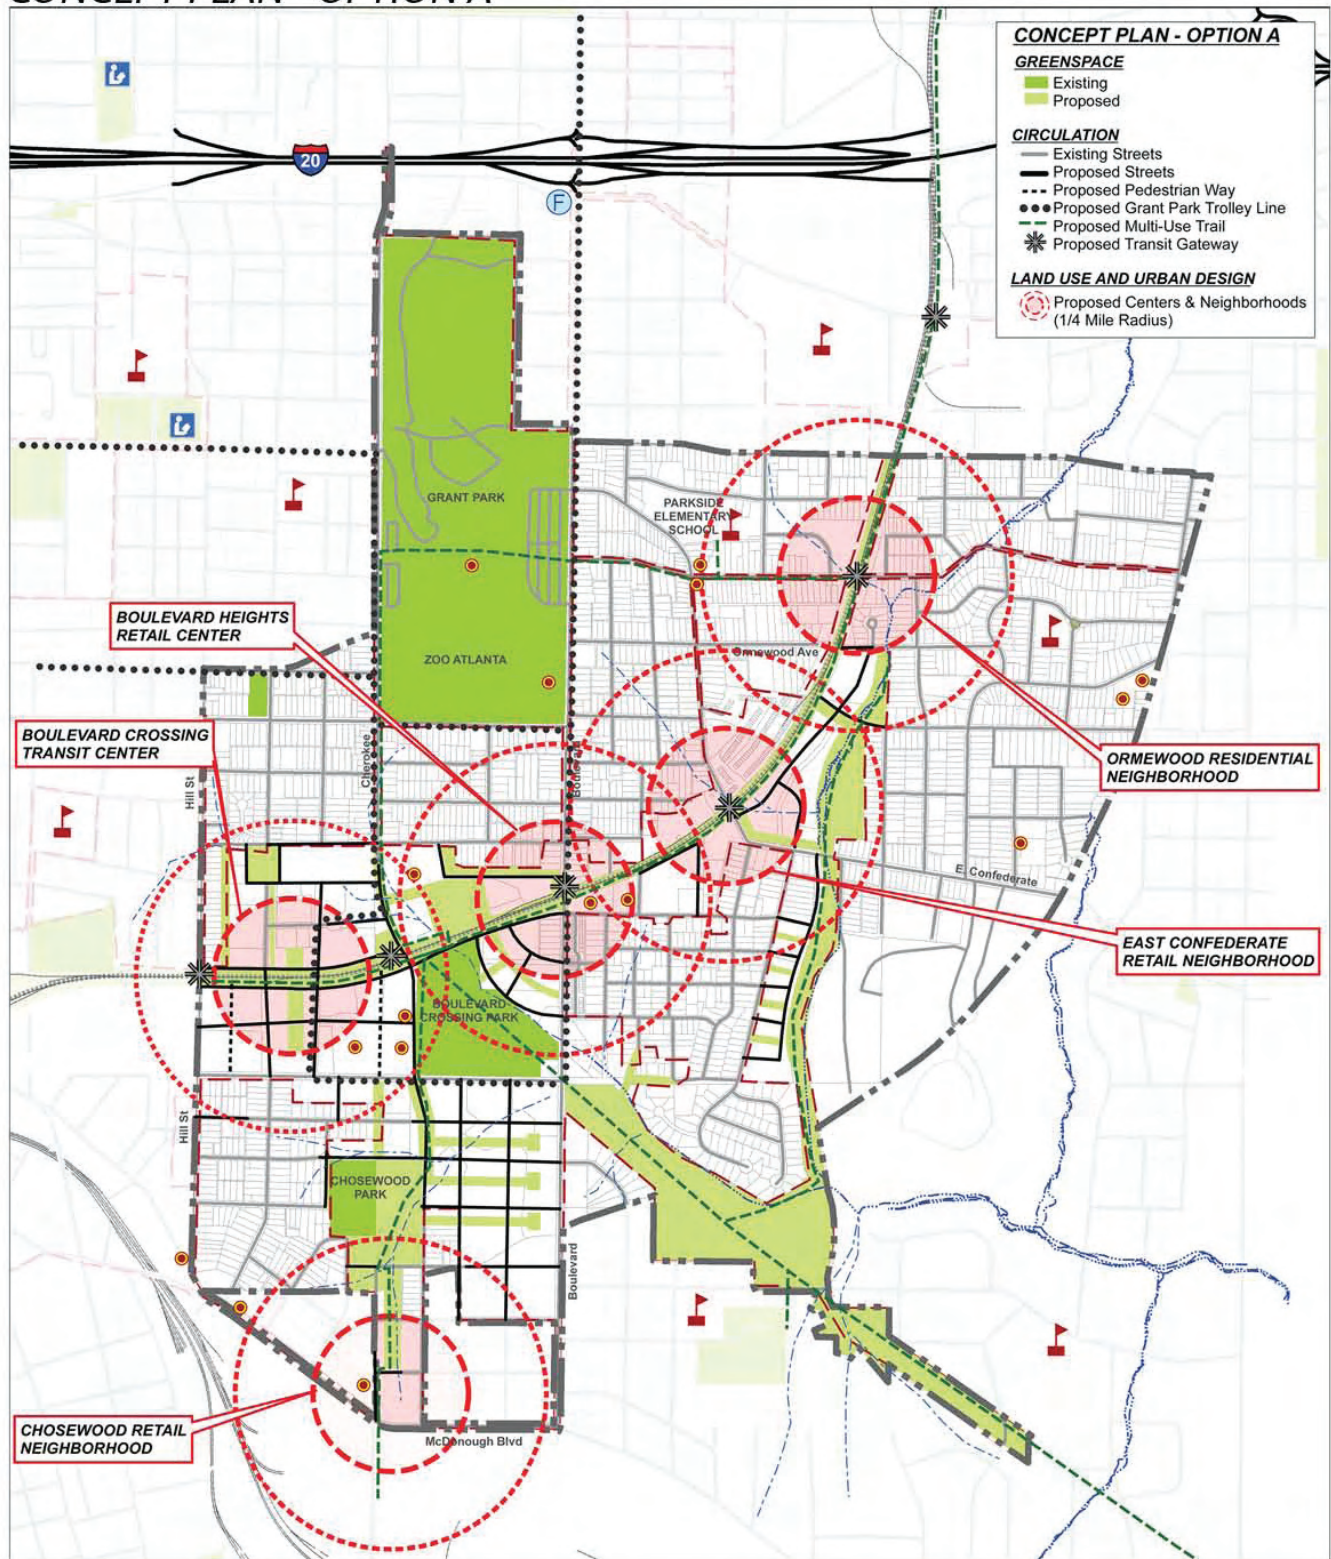 CONCEPT PLAN - OPTION A
CONCEPT PLAN - OPTION A
GREENSPACE
Existing
Proposed
CIRCULATION
Existing Streets
Proposed Streets
Proposed Pedestrian Way
Proposed Grant Park Trolley Line
Proposed Multi-Use Trail
Proposed Transit Gateway
LAND USE AND URBAN DESIGN
Proposed Centers & Neighborhoods
(1/4 Mile Radius)
20
F
GRANT PARK
PARKSIDE
ELEMENTARY
SCHOOL
BOULEVARD HEIGHTS
RETAIL CENTER
ZOO ATLANTA
Ormewood Ave
BOULEVARD CROSSING
TRANSIT CENTER
Cherokee
Boulevard
Hill St
ORMEWOOD RESIDENTIAL
NEIGHBORHOOD
E. Confederate
EAST CONFEDERATE
RETAIL NEIGHBORHOOD
BOULEVARD
CROSSING PARK
Hill St
CHOSEWOOD
PARK
Boulevard
CHOSEWOOD RETAIL
NEIGHBORHOOD
McDonough Blvd